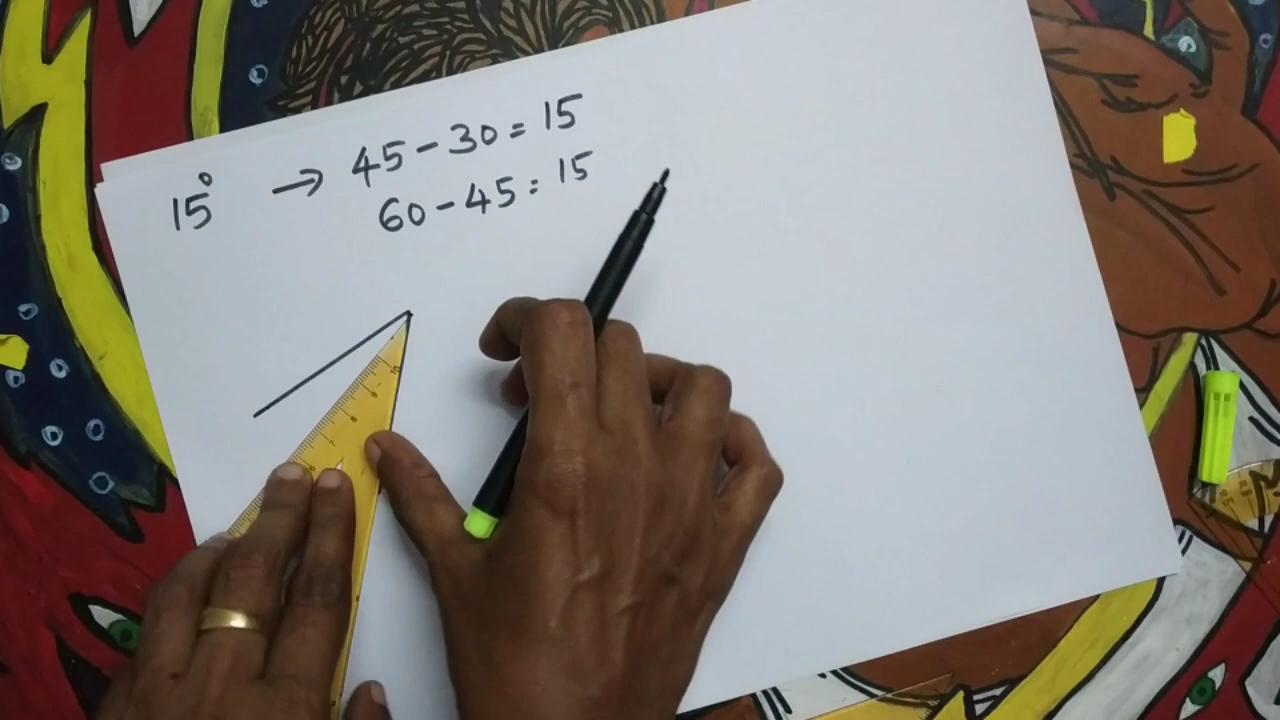 15° → 45 - 30 = 15
60 - 45 = 15